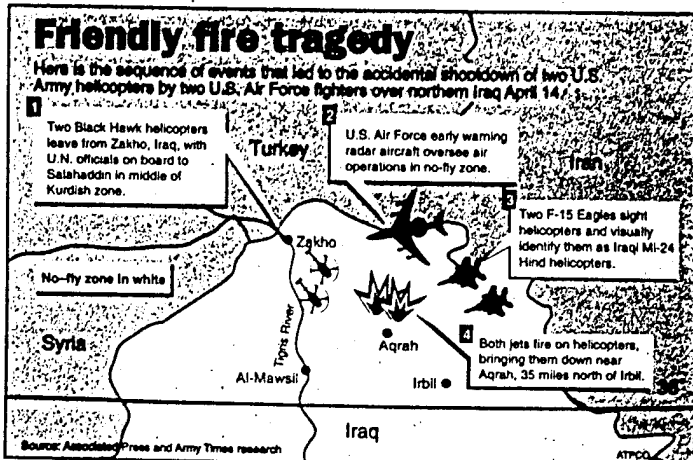 Friendly fire tragedy
Here is the sequence of events that led to the accidental shootdown of two U.S.
Army helicopters by two U.S. Air Force fighters over northern Iraq April 14.
1
Two Black Hawk helicopters
leave from Zakho, Iraq, with
U.N. officials on board to
Salahaddin in middle of
Kurdish zone.
2
U.S. Air Force early warning
radar aircraft oversee air
operations in no-fly zone.
3
Two F-15 Eagles sight
helicopters and visually
identify them as Iraqi MI-24
Hind helicopters.
4
Both jets fire on helicopters,
bringing them down near
Aqrah, 35 miles north of Irbil.
Turkey
Iran
Zakho
No-fly zone in white
Syria
Tigris River
Aqrah
Al-Mawsil
Irbil
Iraq
Source: Associated Press and Army Times research
ATPCO